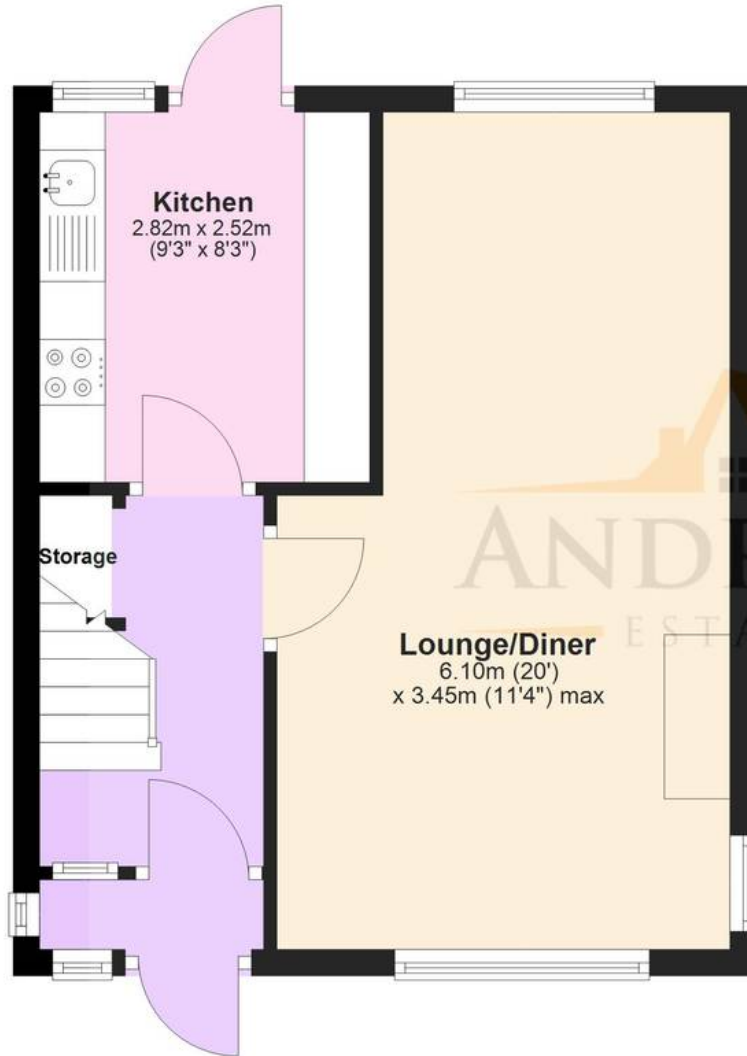 Kitchen
2.82m x 2.52m
(9'3" x 8'3")
Storage
Lounge/Diner
6.10m (20')
x 3.45m (11'4") max